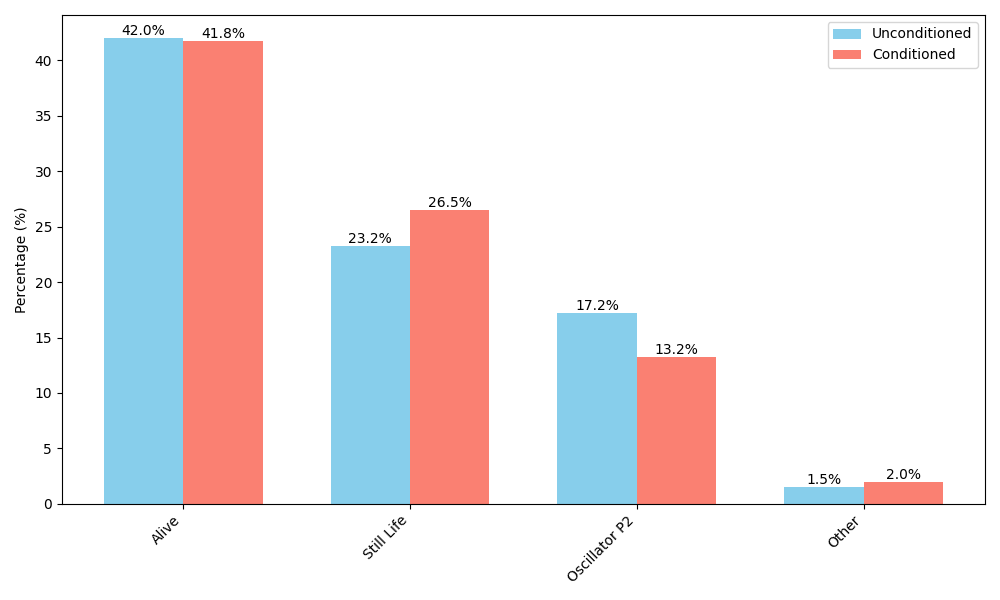 42.0%
41.8%
23.2%
26.5%
17.2%
13.2%
1.5%
2.0%
Unconditioned
Conditioned
Percentage (%)
40
35
30
25
20
15
10
5
0
Alive
Still Life
Oscillator P2
Other